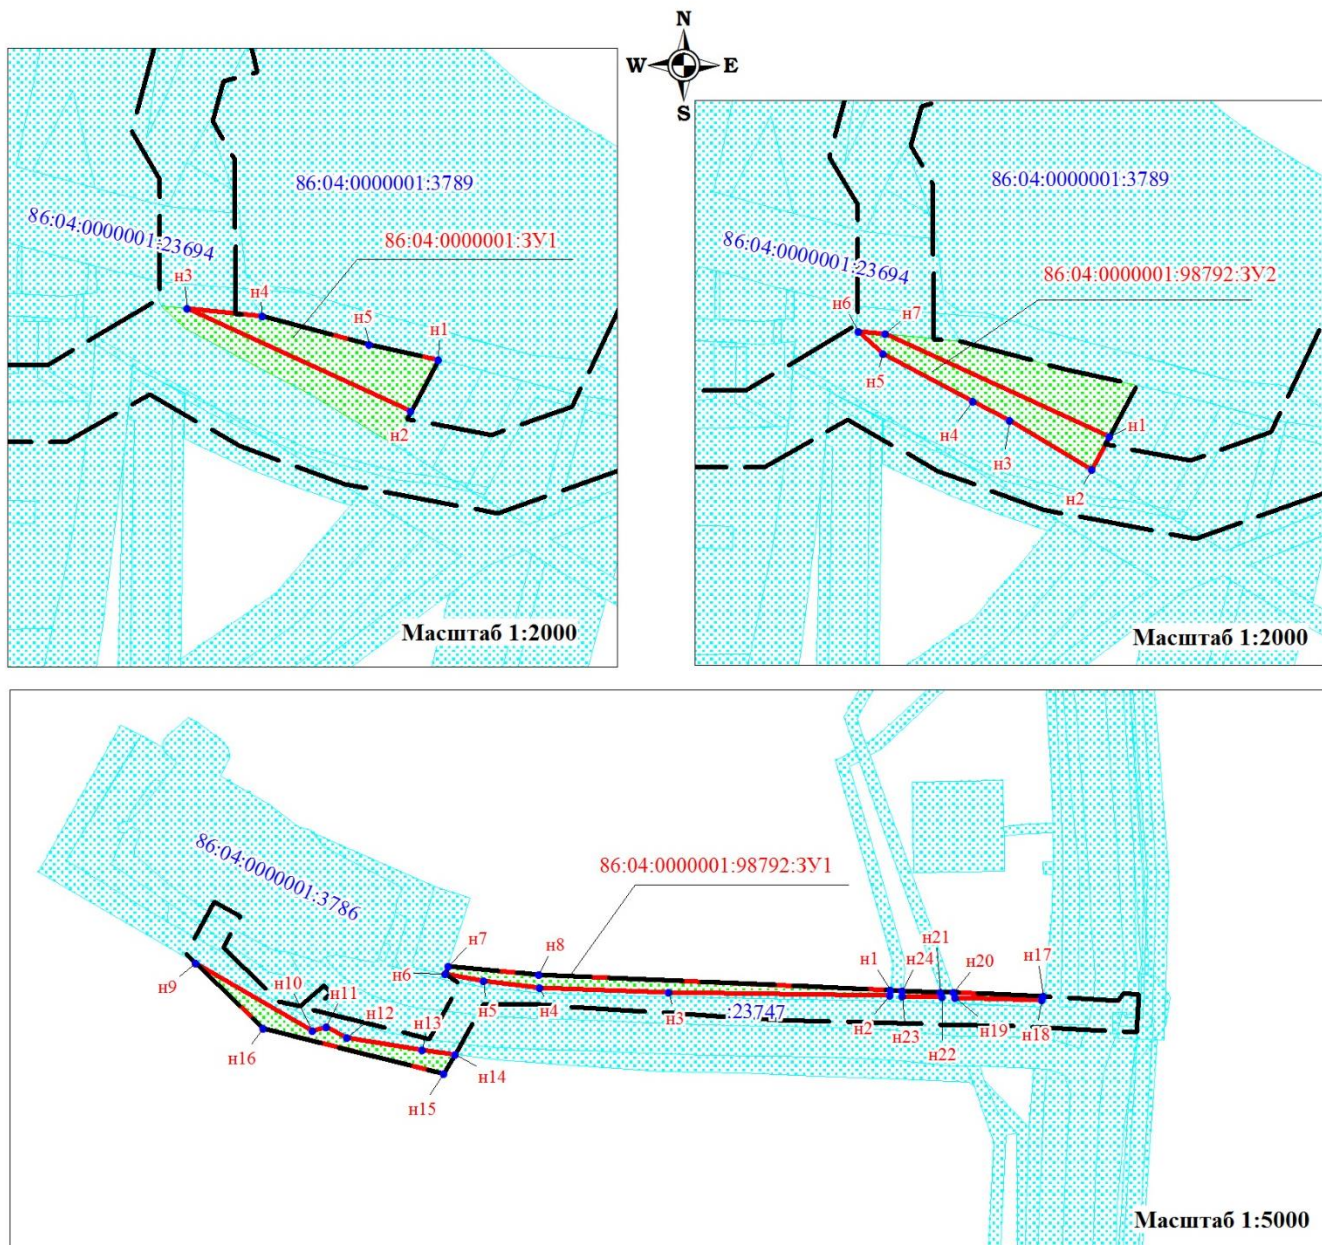 N
W E
S
86:04:0000001:3789
86:04:0000001:23694
86:04:0000001:ЗУ1
н3
н4
н5
н1
н2
Масштаб 1:2000
86:04:0000001:3789
86:04:0000001:23694
86:04:0000001:98792:ЗУ2
н6
н7
н5
н4
н3
н1
н2
Масштаб 1:2000
86:04:0000001:3786
86:04:0000001:98792:ЗУ1
н7
н8
н6
н5
н4
н3
:23747
н1
н2
н24
н23
н21
н22
н20
н19
н17
н18
н9
н10
н11
н12
н13
н14
н16
н15
Масштаб 1:5000